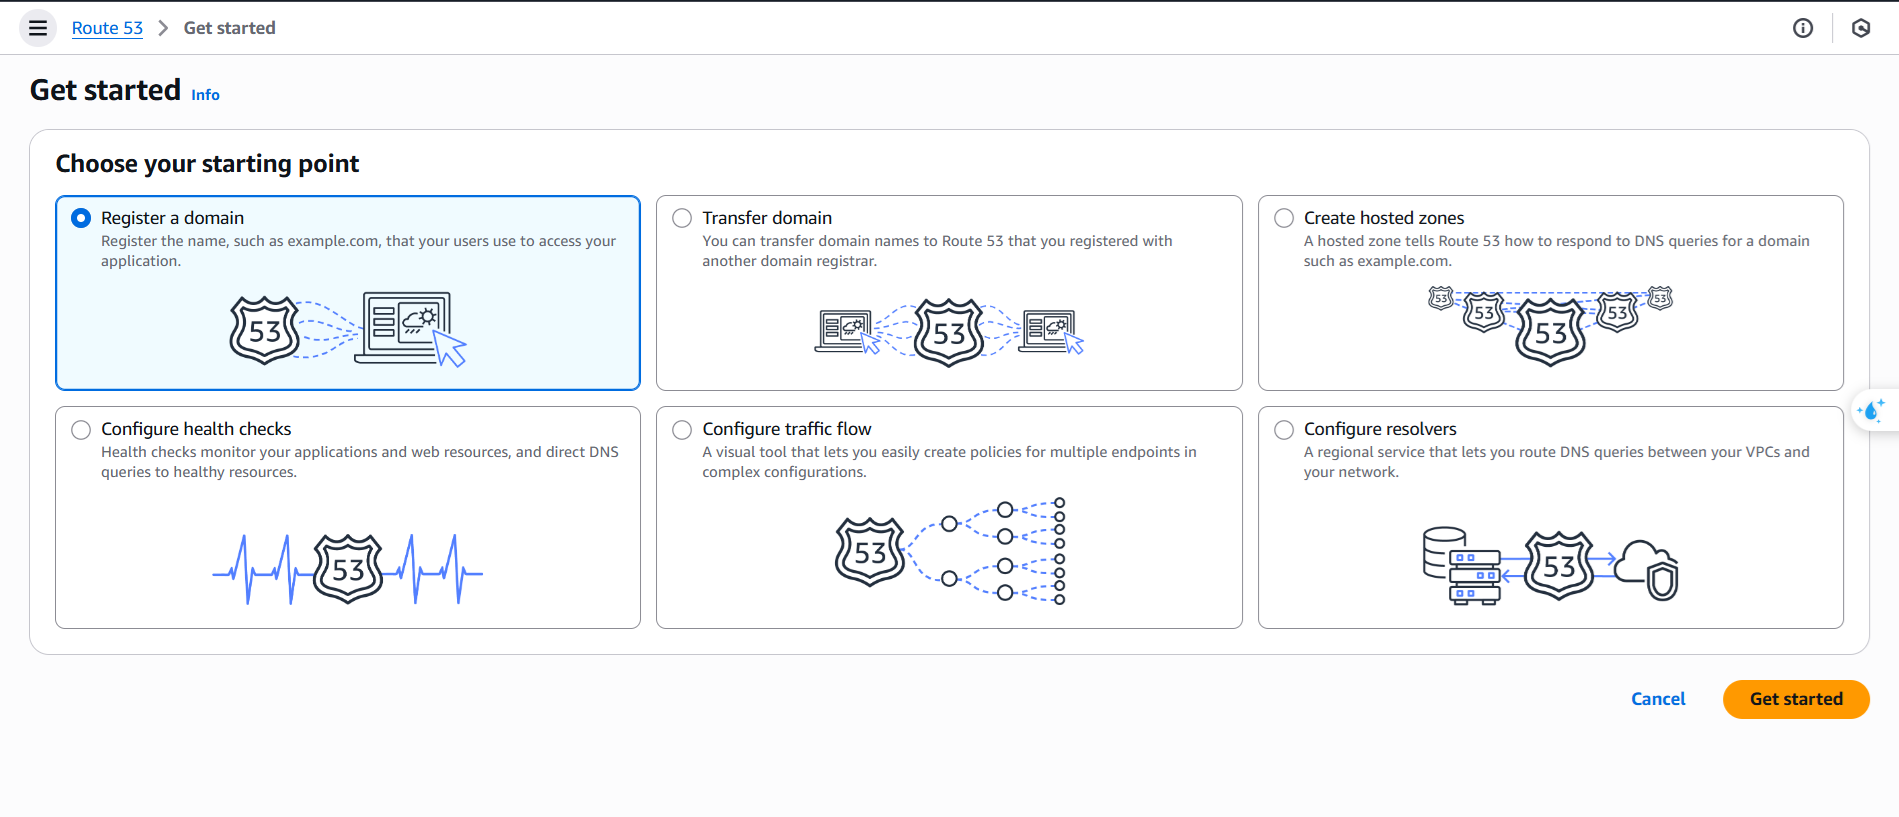 Route 53 > Get started
Get started Info
Choose your starting point
Register a domain
Register the name, such as example.com, that your users use to access your
application.
53
Transfer domain
You can transfer domain names to Route 53 that you registered with
another domain registrar.
53
Create hosted zones
A hosted zone tells Route 53 how to respond to DNS queries for a domain
such as example.com.
53 53 53 53 53
Configure health checks
Health checks monitor your applications and web resources, and direct DNS
queries to healthy resources.
53
Configure traffic flow
A visual tool that lets you easily create policies for multiple endpoints in
complex configurations.
53
Configure resolvers
A regional service that lets you route DNS queries between your VPCs and
your network.
53
Cancel Get started